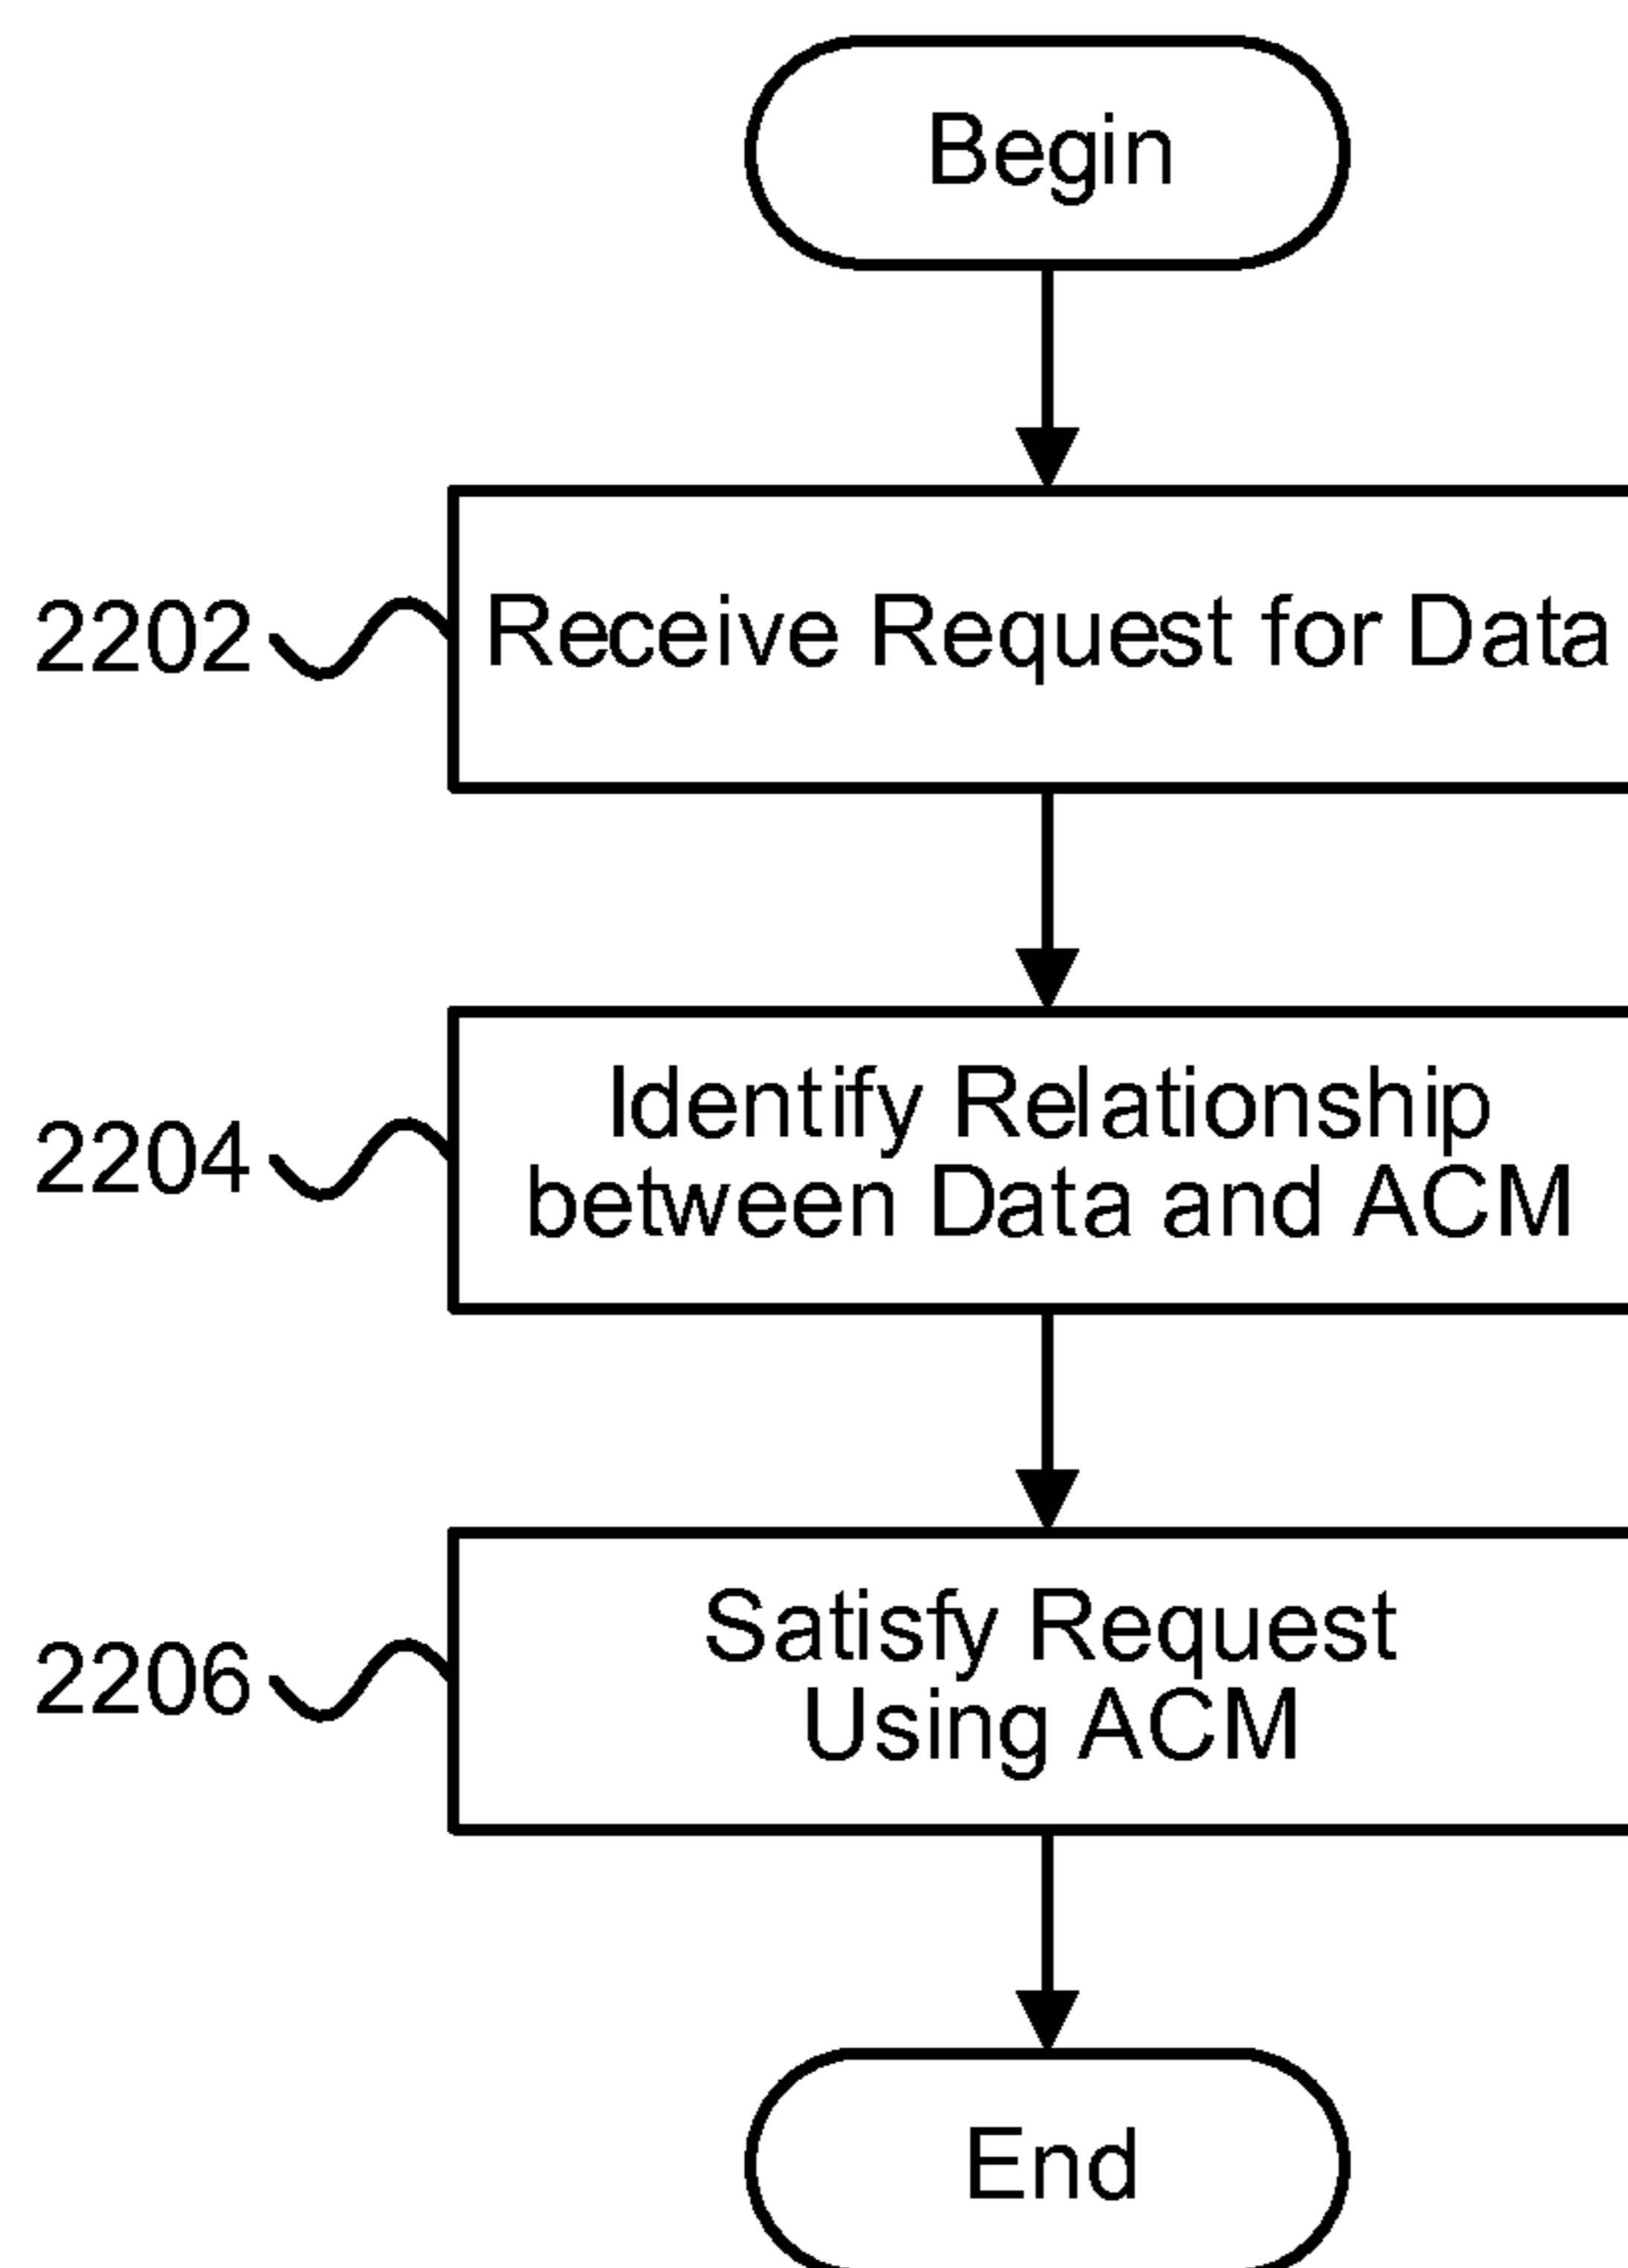 Begin
2202
Receive Request for Data
2204
Identify Relationship
between Data and ACM
2206
Satisfy Request
Using ACM
End